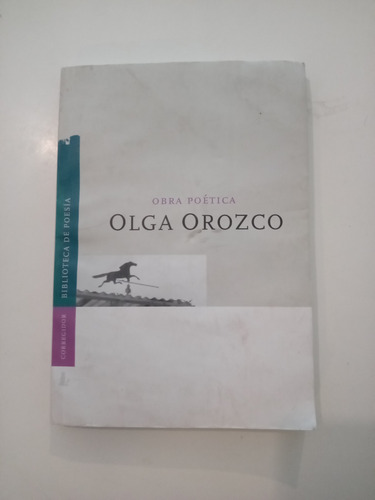 OBRA POÉTICA
OLGA OROZCO
BIBLIOTECA DE POESÍA
CORREGIDOR